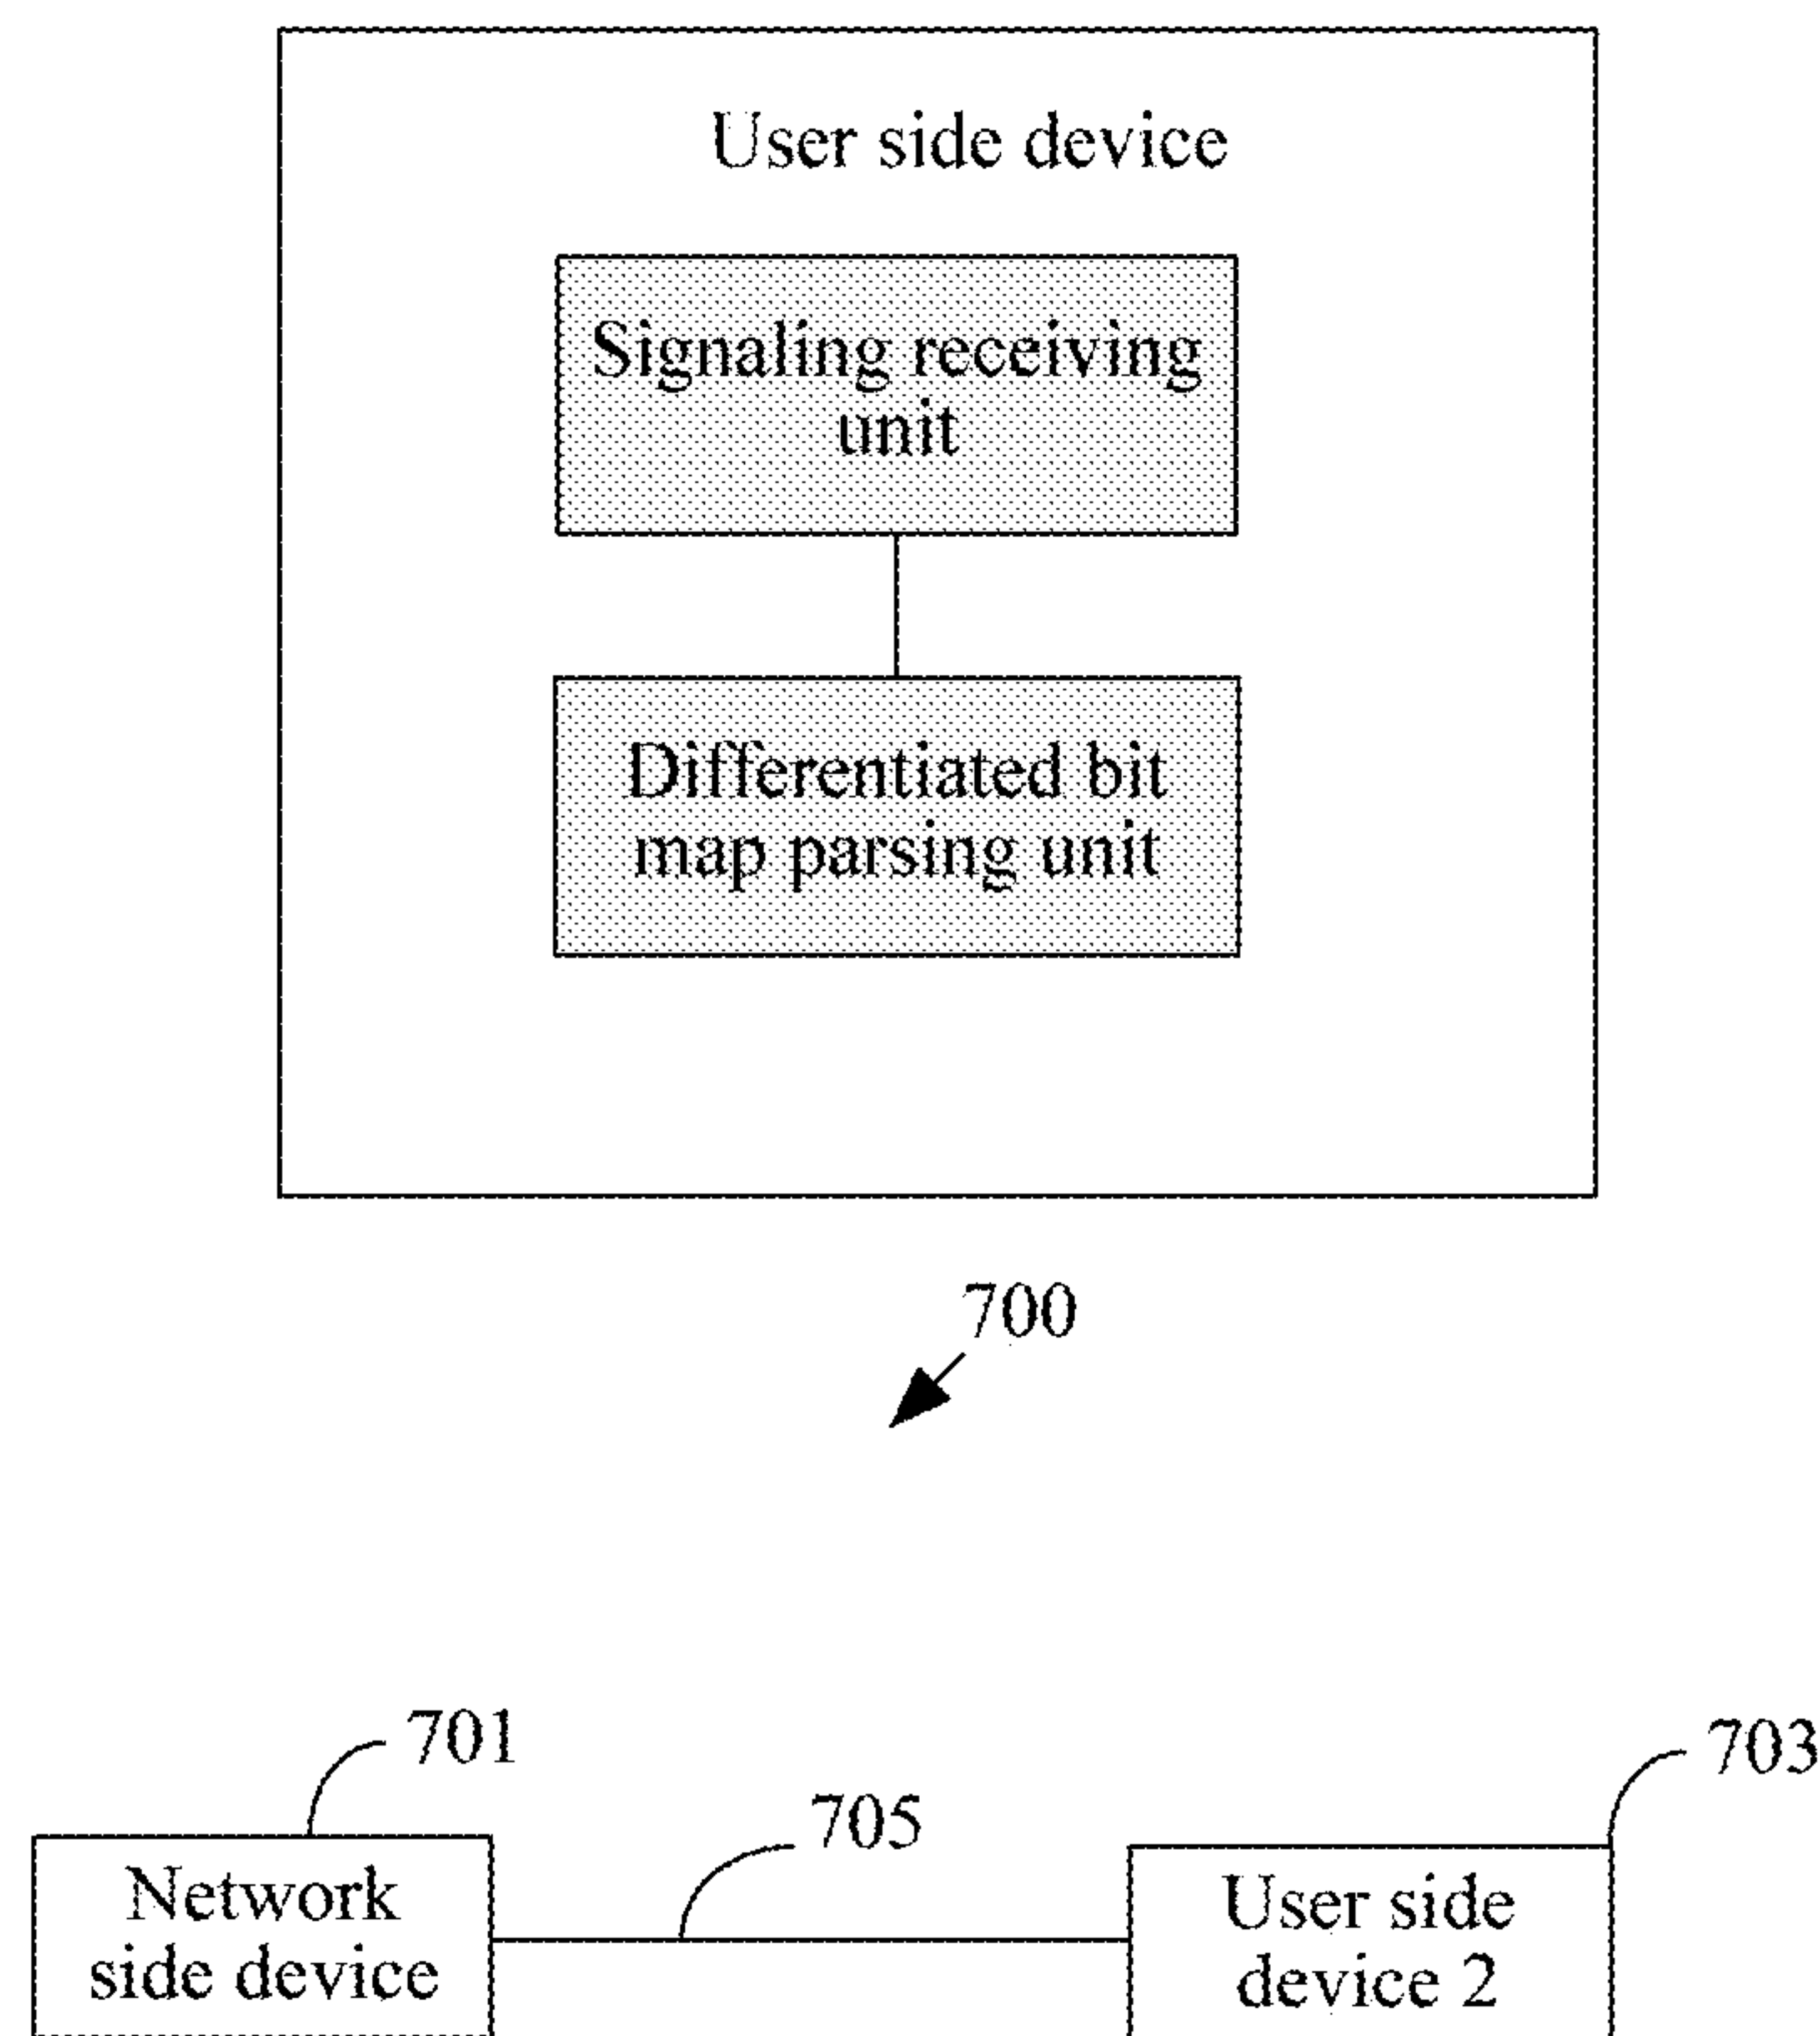 User side device
Signaling receiving
unit
Differentiated bit
map parsing unit
700
701
703
705
Network
side device
User side
device 2